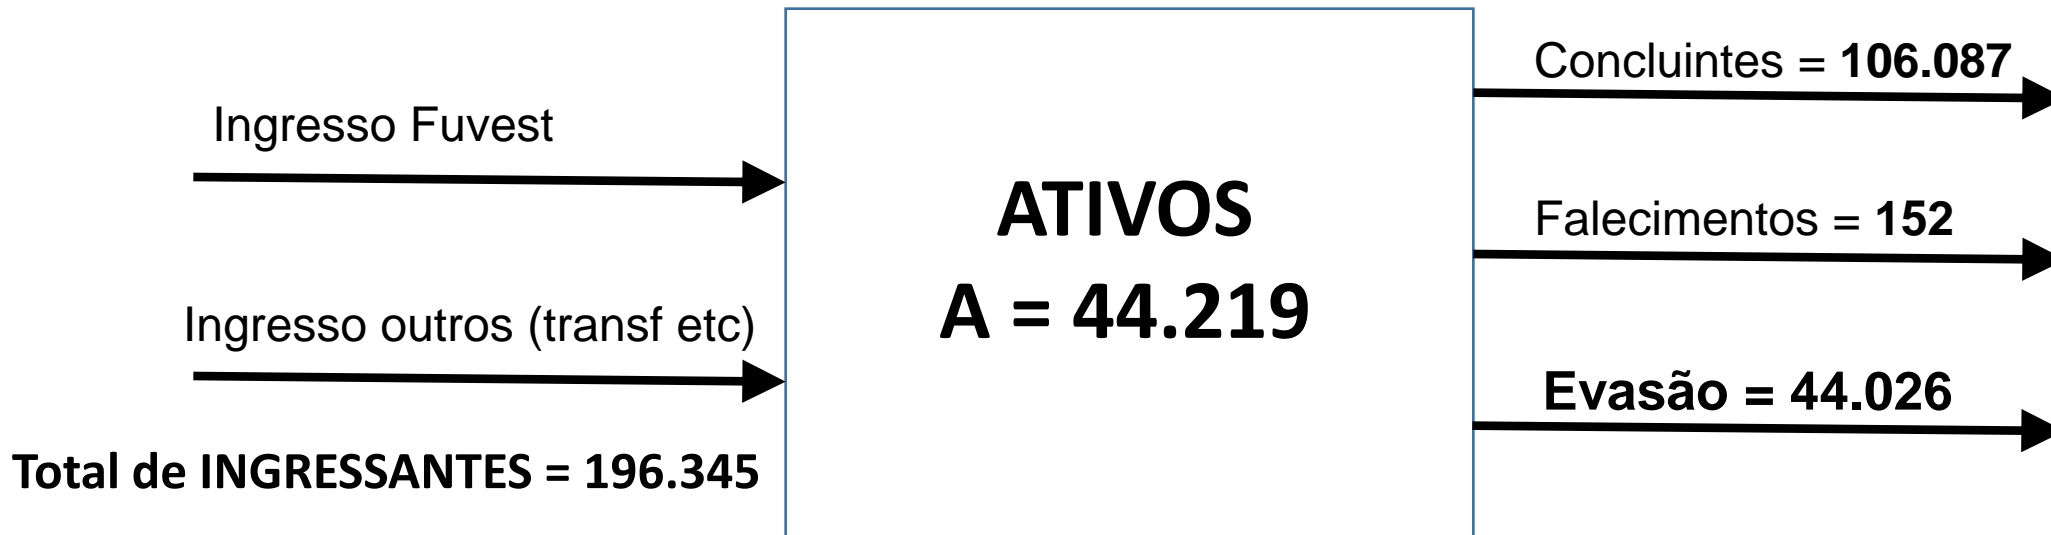 Ingresso Fuvest
Ingresso outros (transf etc)
Total de INGRESSANTES = 196.345
ATIVOS
A = 44.219
Concluintes = 106.087
Falecimentos = 152
Evasão = 44.026